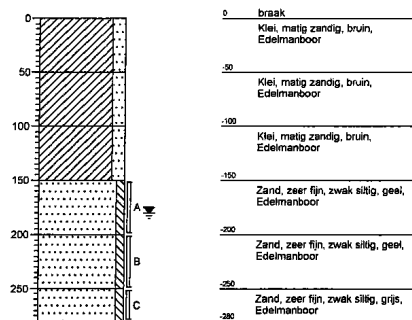 0
50
100
150
200
250
A
B
C
0 braak
Klei, matig zandig, bruin,
Edelmanboor
-50
Klei, matig zandig, bruin,
Edelmanboor
-100
Klei, matig zandig, bruin,
Edelmanboor
-150
Zand, zeer fijn, zwak siltig, geel,
Edelmanboor
-200
Zand, zeer fijn, zwak siltig, geel,
Edelmanboor
-250
Zand, zeer fijn, zwak siltig, grijs,
Edelmanboor
-280